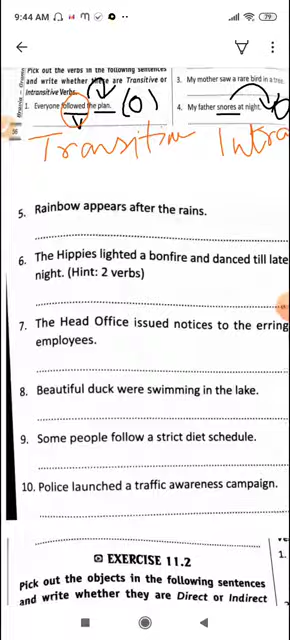 9:44 AM
79
Pick out the verbs in the following sentences
and write whether they are Transitive or
Intransitive Verbs.
1. Everyone followed the plan. (O)
V
Transitive
3. My mother saw a rare bird in a tree.
4. My father snores at night.
Intra
56
5. Rainbow appears after the rains.
6. The Hippies lighted a bonfire and danced till late
night. (Hint: 2 verbs)
7. The Head Office issued notices to the erring
employees.
8. Beautiful duck were swimming in the lake.
9. Some people follow a strict diet schedule.
10. Police launched a traffic awareness campaign.
EXERCISE 11.2
Pick out the objects in the following sentences
and write whether they are Direct or Indirect
1.